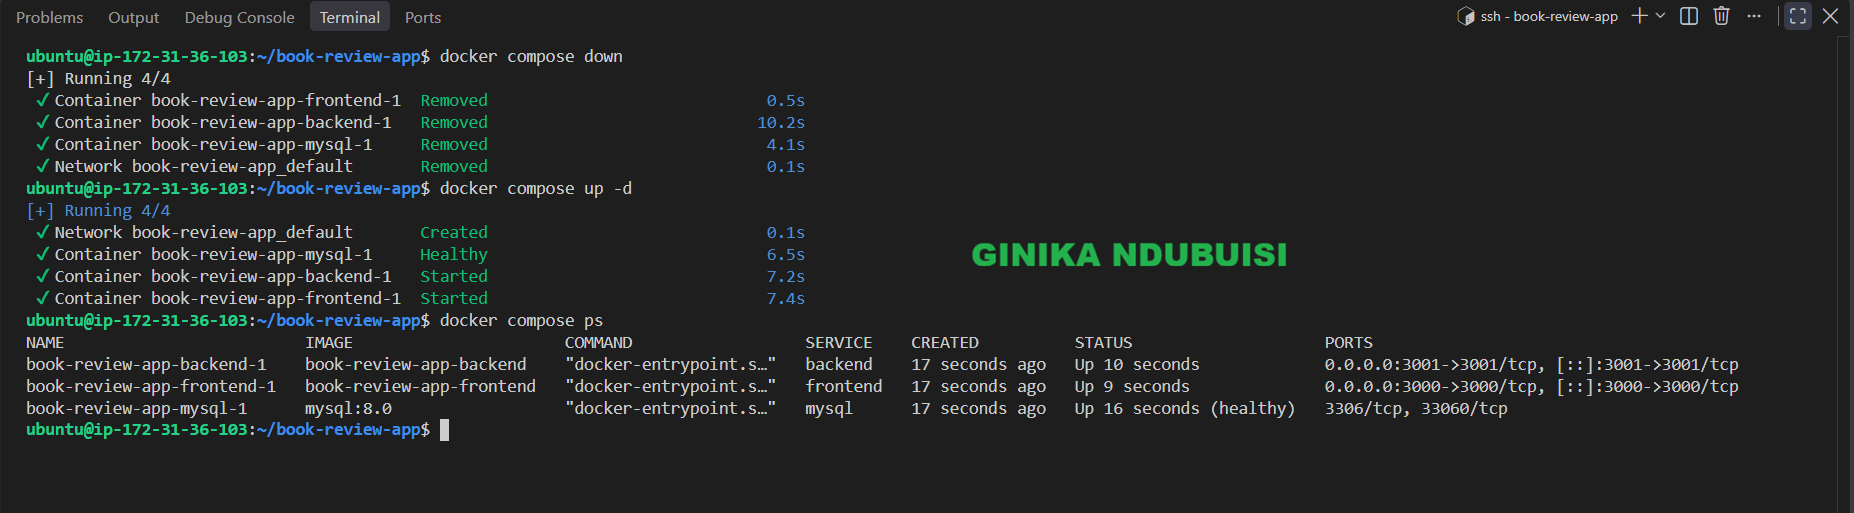 Problems Output Debug Console Terminal Ports ssh - book-review-app
ubuntu@ip-172-31-36-103:~/book-review-app$ docker compose down
[+] Running 4/4
✓ Container book-review-app-frontend-1 Removed 0.5s
✓ Container book-review-app-backend-1 Removed 10.2s
✓ Container book-review-app-mysql-1 Removed 4.1s
✓ Network book-review-app_default Removed 0.1s
ubuntu@ip-172-31-36-103:~/book-review-app$ docker compose up -d
[+] Running 4/4
✓ Network book-review-app_default Created 0.1s
✓ Container book-review-app-mysql-1 Healthy 6.5s
GINIKA NDUBUISI
✓ Container book-review-app-backend-1 Started 7.2s
✓ Container book-review-app-frontend-1 Started 7.4s
ubuntu@ip-172-31-36-103:~/book-review-app$ docker compose ps
NAME IMAGE COMMAND SERVICE CREATED STATUS PORTS
book-review-app-backend-1 book-review-app-backend "docker-entrypoint.s…" backend 17 seconds ago Up 10 seconds 0.0.0.0:3001->3001/tcp, [::]:3001->3001/tcp
book-review-app-frontend-1 book-review-app-frontend "docker-entrypoint.s…" frontend 17 seconds ago Up 9 seconds 0.0.0.0:3000->3000/tcp, [::]:3000->3000/tcp
book-review-app-mysql-1 mysql:8.0 "docker-entrypoint.s…" mysql 17 seconds ago Up 16 seconds (healthy) 3306/tcp, 33060/tcp
ubuntu@ip-172-31-36-103:~/book-review-app$